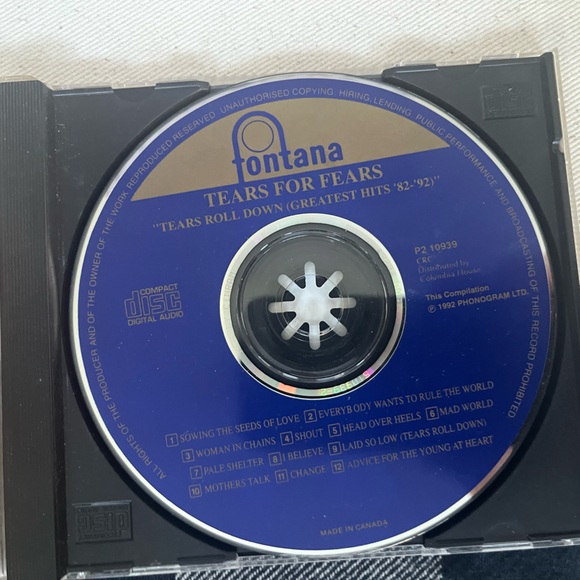 ALL RIGHTS OF THE PRODUCER AND OF THE OWNER OF THE WORK REPRODUCED RESERVED. UNAUTHORISED COPYING, HIRING, LENDING, PUBLIC PERFORMANCE AND BROADCASTING OF THIS RECORD PROHIBITED
fontana
TEARS FOR FEARS
"TEARS ROLL DOWN (GREATEST HITS '82-'92)"
P2 10939
CRC
Distributed by
Columbia House
This Compilation
℗ 1992 PHONOGRAM LTD.
COMPACT
disc
DIGITAL AUDIO
1 SOWING THE SEEDS OF LOVE 2 EVERYBODY WANTS TO RULE THE WORLD
3 WOMAN IN CHAINS 4 SHOUT 5 HEAD OVER HEELS 6 MAD WORLD
7 PALE SHELTER 8 I BELIEVE 9 LAID SO LOW (TEARS ROLL DOWN)
10 MOTHERS TALK 11 CHANGE 12 ADVICE FOR THE YOUNG AT HEART
MADE IN CANADA